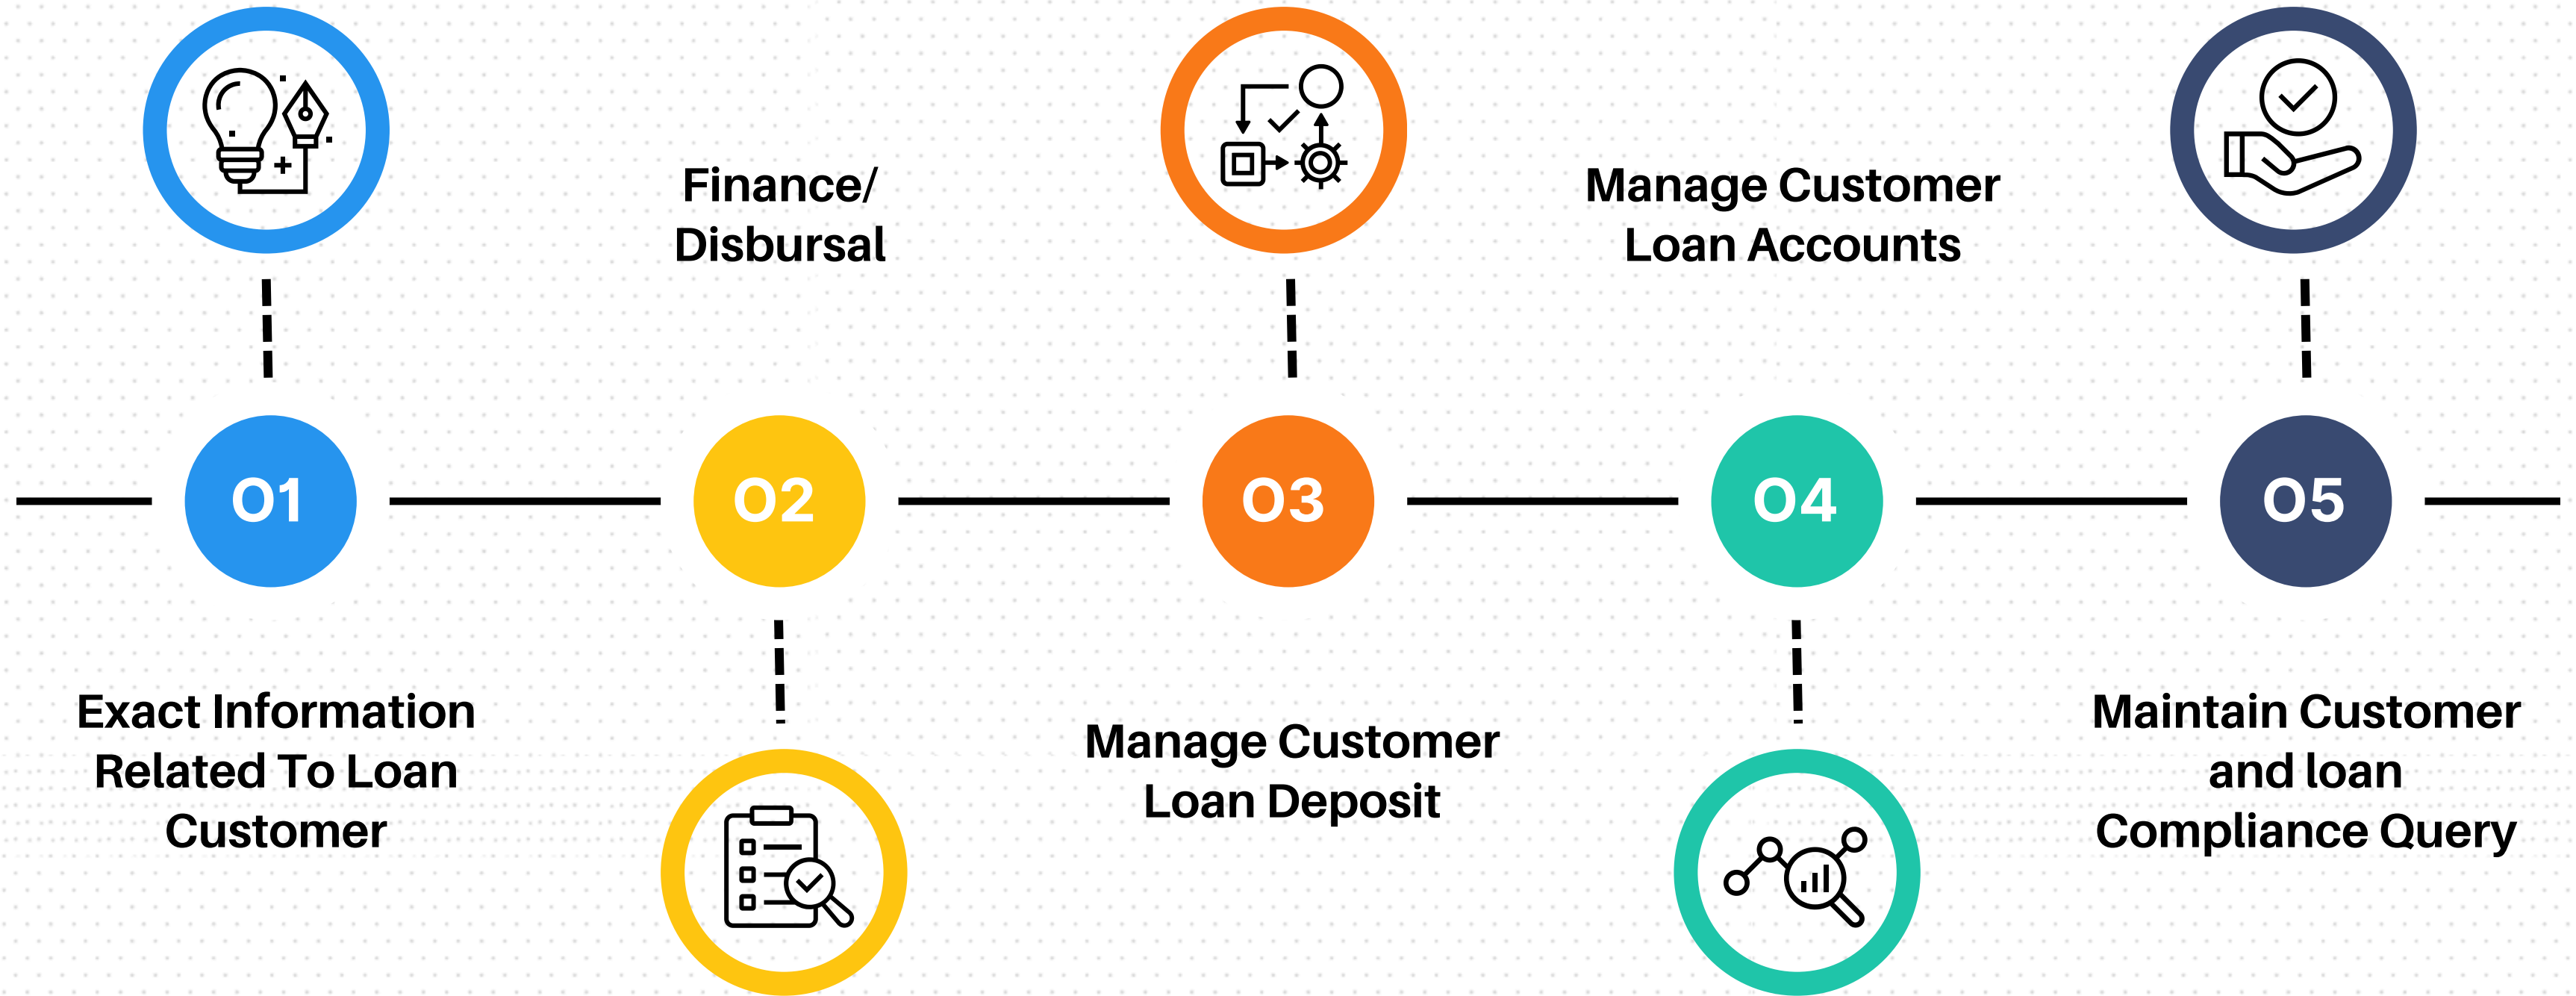 01
Exact Information
Related To Loan
Customer
Finance/
Disbursal
02
03
Manage Customer
Loan Deposit
Manage Customer
Loan Accounts
04
05
Maintain Customer
and loan
Compliance Query